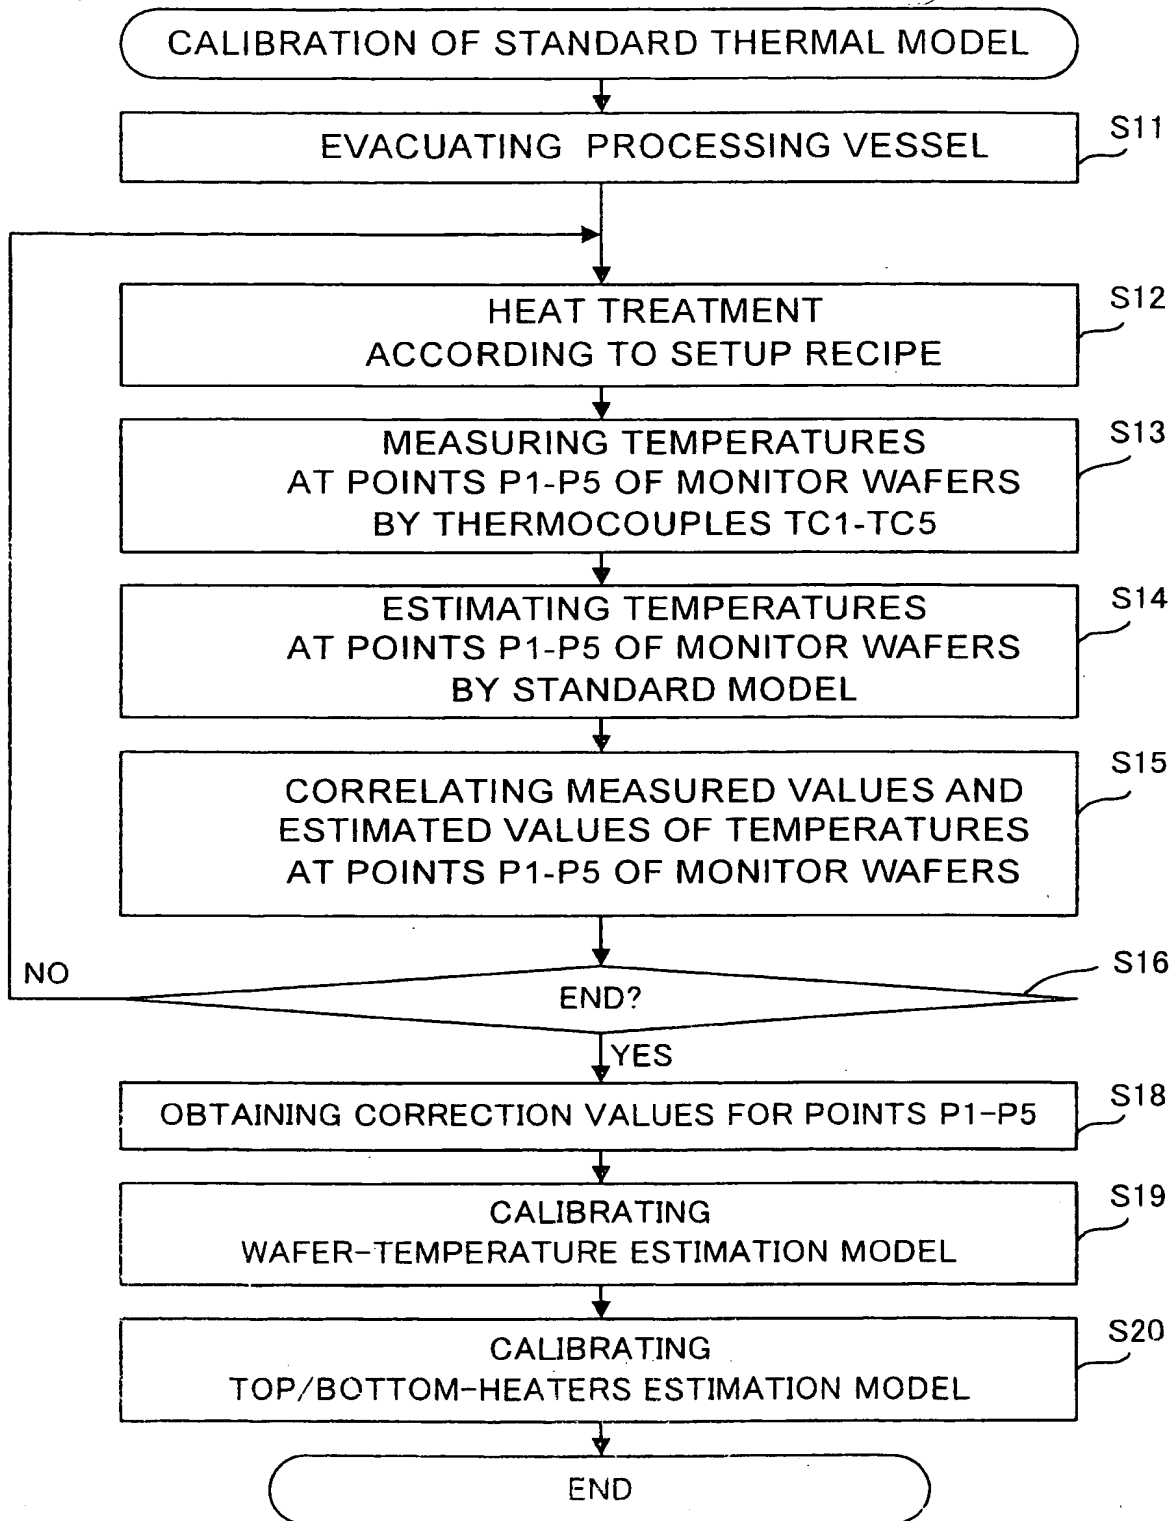 CALIBRATION OF STANDARD THERMAL MODEL
S11
EVACUATING PROCESSING VESSEL
S12
HEAT TREATMENT
ACCORDING TO SETUP RECIPE
S13
MEASURING TEMPERATURES
AT POINTS P1-P5 OF MONITOR WAFERS
BY THERMOCOUPLES TC1-TC5
S14
ESTIMATING TEMPERATURES
AT POINTS P1-P5 OF MONITOR WAFERS
BY STANDARD MODEL
S15
CORRELATING MEASURED VALUES AND
ESTIMATED VALUES OF TEMPERATURES
AT POINTS P1-P5 OF MONITOR WAFERS
S16
NO
END?
YES
S18
OBTAINING CORRECTION VALUES FOR POINTS P1-P5
S19
CALIBRATING
WAFER-TEMPERATURE ESTIMATION MODEL
S20
CALIBRATING
TOP/BOTTOM-HEATERS ESTIMATION MODEL
END